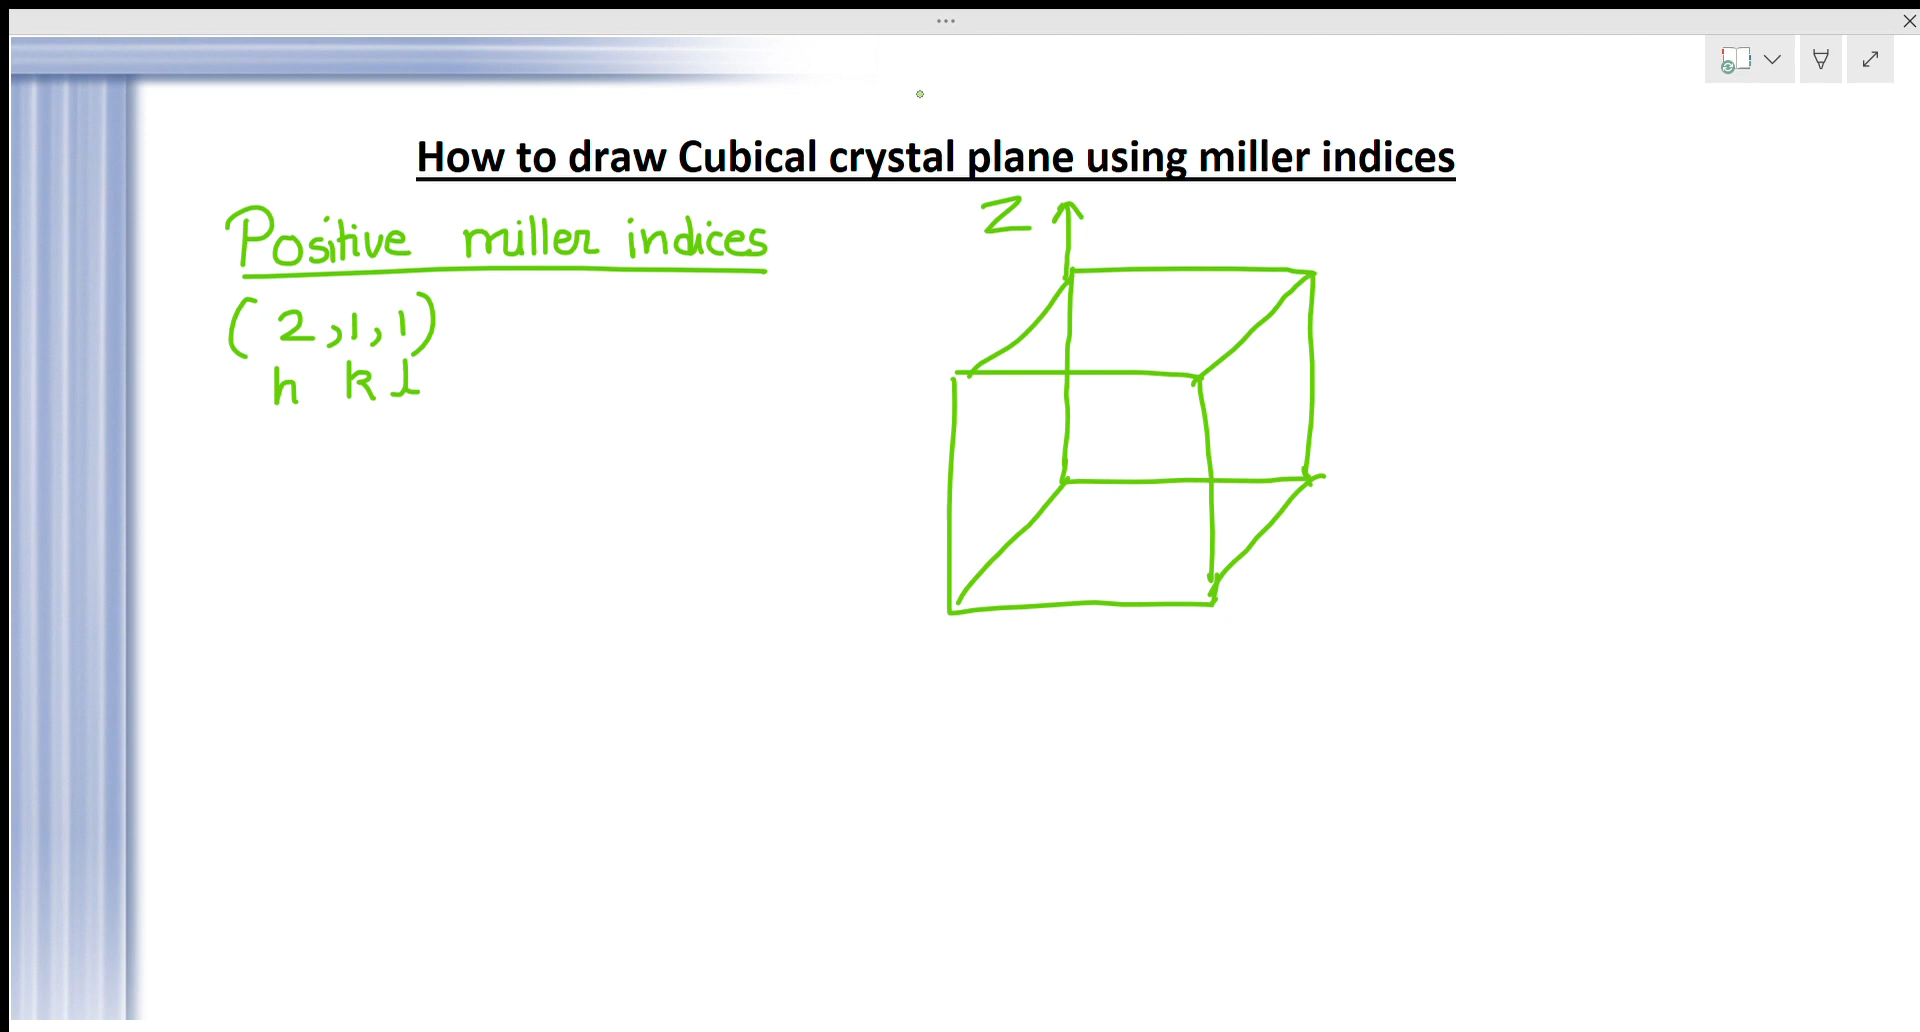 How to draw Cubical crystal plane using miller indices
Positive miller indices
Z
(2,1,1)
h k l